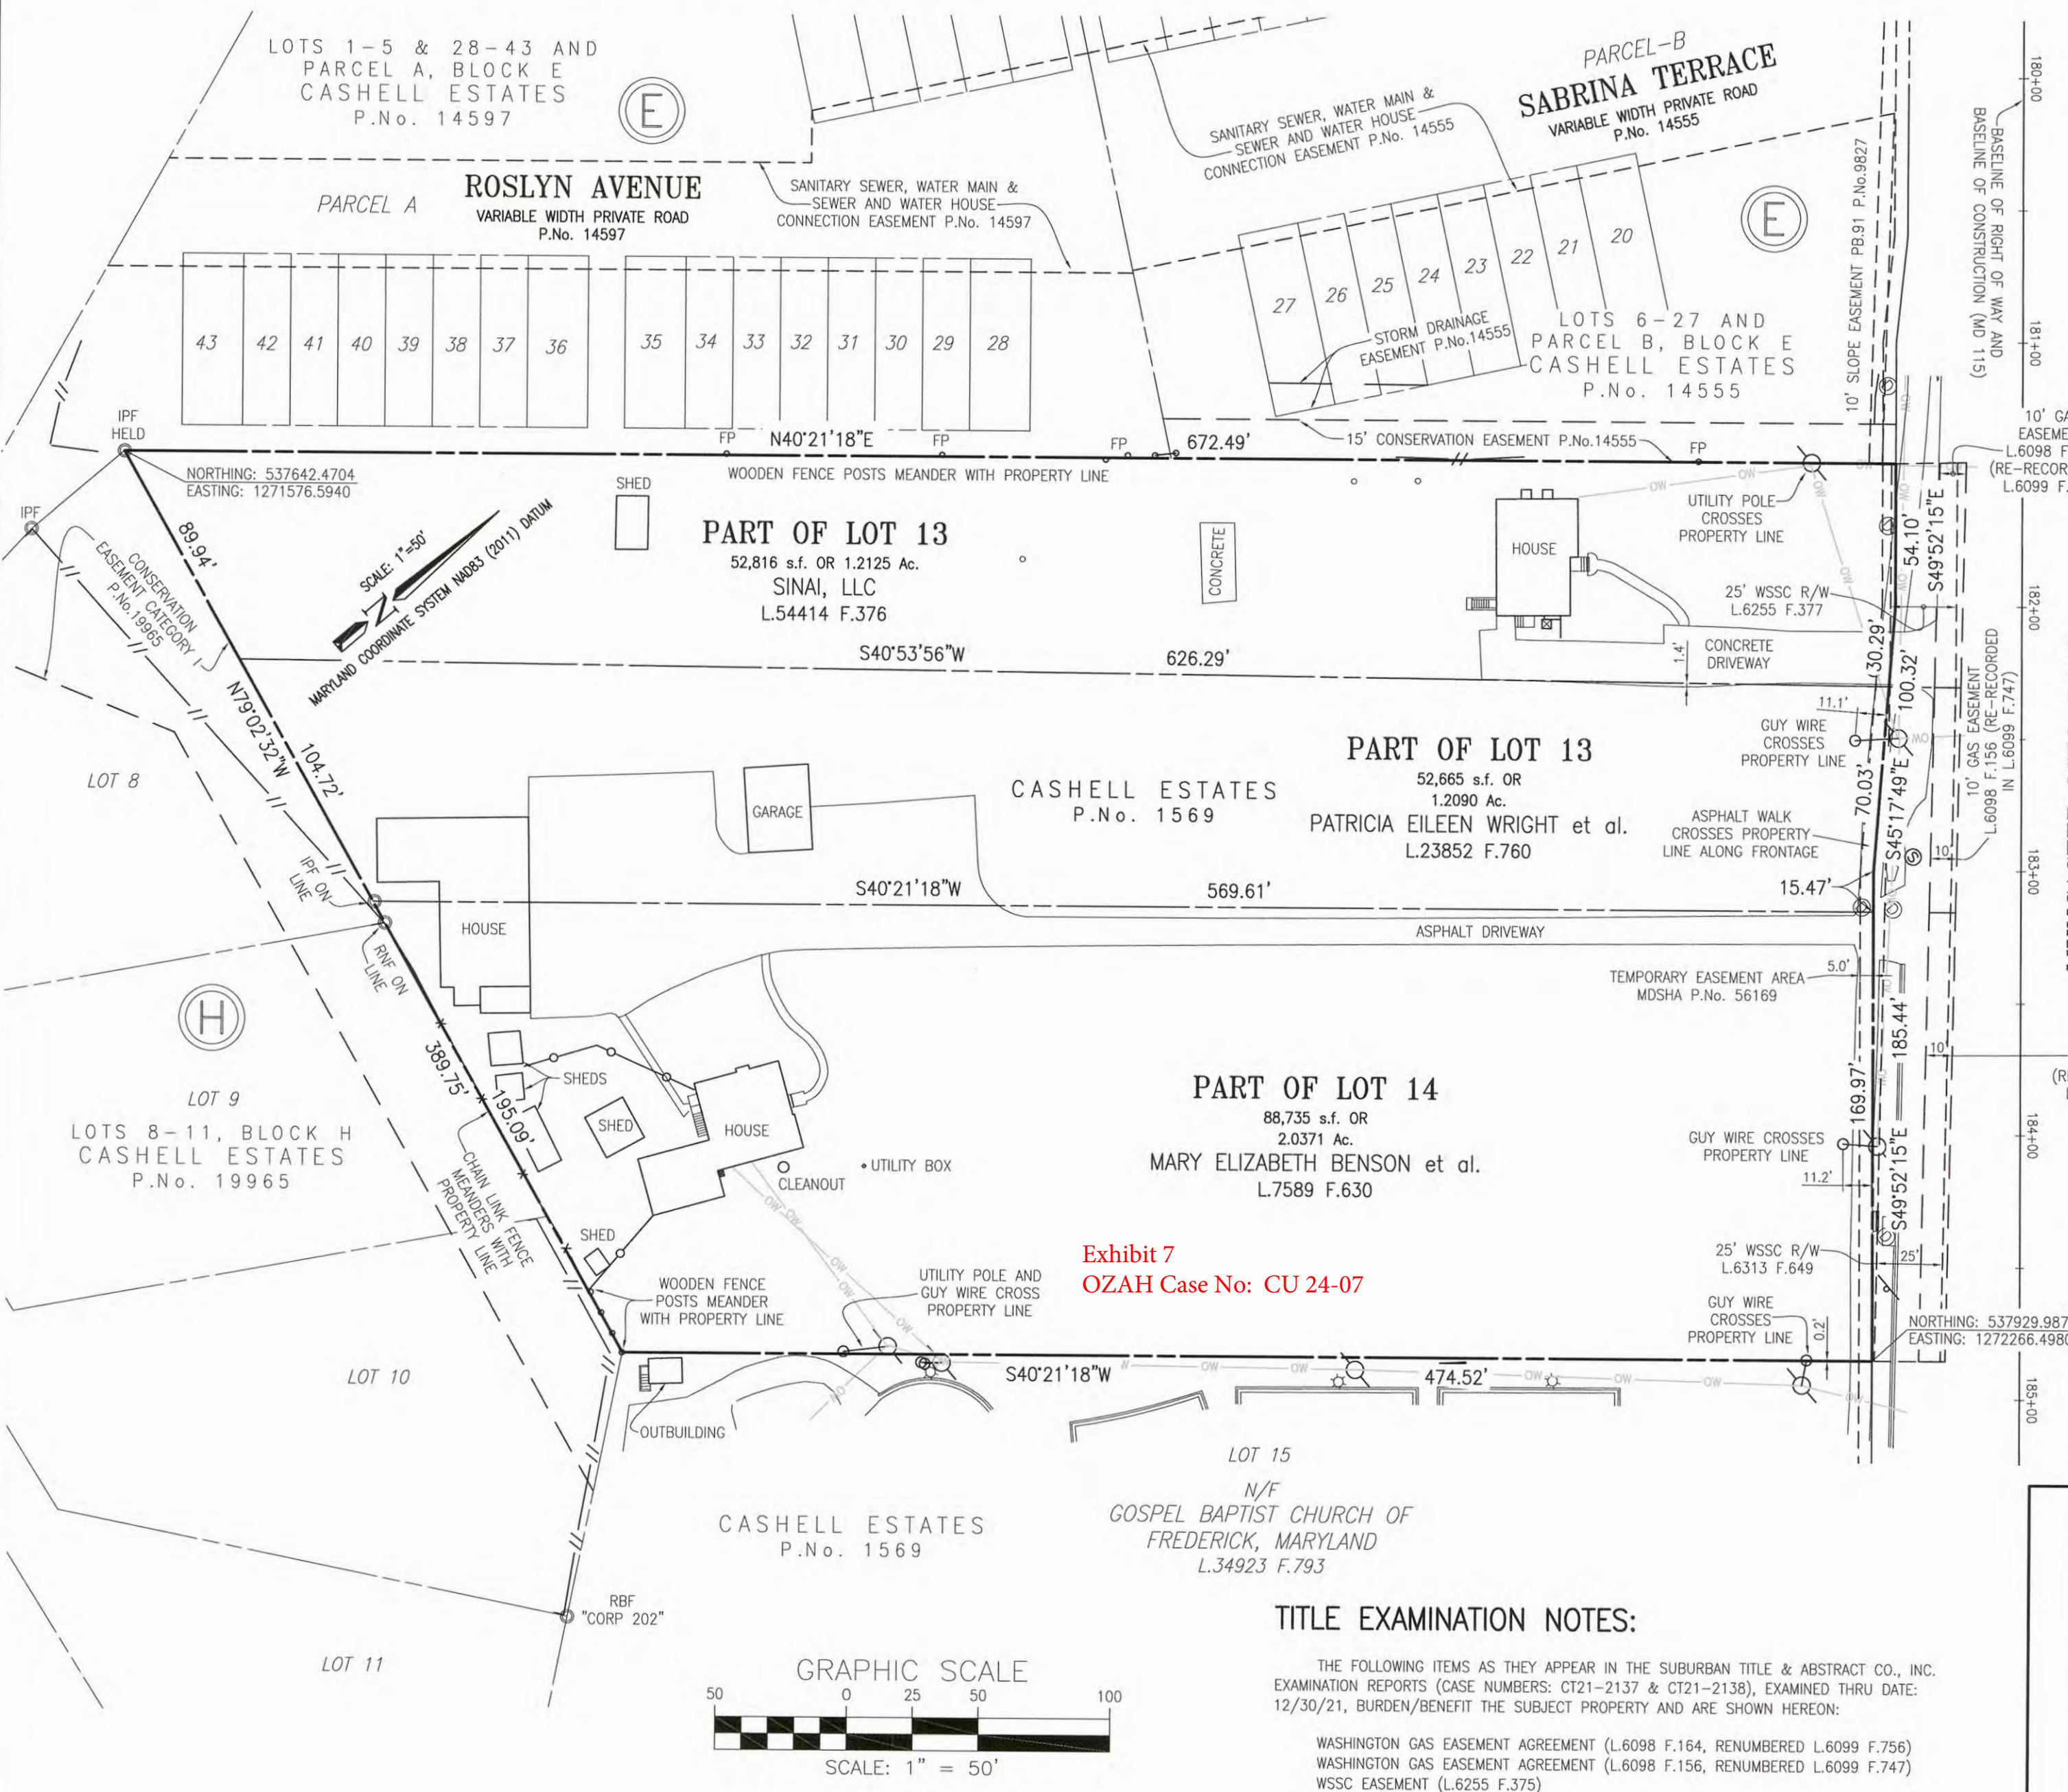 LOTS 1-5 & 28-43 AND
PARCEL A, BLOCK E
CASHELL ESTATES
P.No. 14597
E
PARCEL A
ROSLYN AVENUE
VARIABLE WIDTH PRIVATE ROAD
P.No. 14597
SANITARY SEWER, WATER MAIN &
SEWER AND WATER HOUSE
CONNECTION EASEMENT P.No. 14597
SANITARY SEWER, WATER MAIN &
SEWER AND WATER HOUSE
CONNECTION EASEMENT P.No. 14555
PARCEL-B
SABRINA TERRACE
VARIABLE WIDTH PRIVATE ROAD
P.No. 14555
E
43
42
41
40
39
38
37
36
35
34
33
32
31
30
29
28
27
26
25
24
23
22
21
20
STORM DRAINAGE
EASEMENT P.No.14555
LOTS 6-27 AND
PARCEL B, BLOCK E
CASHELL ESTATES
P.No. 14555
10' SLOPE EASEMENT PB.91 P.No.9827
BASELINE OF RIGHT OF WAY AND
BASELINE OF CONSTRUCTION (MD 115)
180+00
181+00
182+00
183+00
184+00
185+00
IPF
HELD
NORTHING: 537642.4704
EASTING: 1271576.5940
IPF
FP
N40°21'18"E
FP
FP
672.49'
15' CONSERVATION EASEMENT P.No.14555
FP
WOODEN FENCE POSTS MEANDER WITH PROPERTY LINE
10' GA
EASEME
L.6098 F
(RE-RECOR
L.6099 F.
SHED
PART OF LOT 13
52,816 s.f. OR 1.2125 Ac.
SINAI, LLC
L.54414 F.376
CONCRETE
HOUSE
UTILITY POLE
CROSSES
PROPERTY LINE
OW
OW
OW
OW
54.10'
S49°52'15"E
25' WSSC R/W
L.6255 F.377
CONCRETE
DRIVEWAY
1.4'
30.29'
100.32'
89.94'
CONSERVATION
EASEMENT CATEGORY I
P.No.19965
SCALE: 1"=50'
N
MARYLAND COORDINATE SYSTEM NAD83 (2011) DATUM
S40°53'56"W
626.29'
N79°02'32"W
104.72'
LOT 8
11.1'
GUY WIRE
CROSSES
PROPERTY LINE
OW
10' GAS EASEMENT
L.6098 F.156 (RE-RECORDED
IN L.6099 F.747)
PART OF LOT 13
52,665 s.f. OR
1.2090 Ac.
PATRICIA EILEEN WRIGHT et al.
L.23852 F.760
CASHELL ESTATES
P.No. 1569
GARAGE
70.03'
S45°17'49"E
ASPHALT WALK
CROSSES PROPERTY
LINE ALONG FRONTAGE
S
10'
15.47'
D
D
IPF ON
LINE
S40°21'18"W
569.61'
HOUSE
ASPHALT DRIVEWAY
RNF ON
LINE
TEMPORARY EASEMENT AREA
MDSHA P.No. 56169
5.0'
H
389.75'
195.09'
SHEDS
SHED
HOUSE
CLEANOUT
UTILITY BOX
LOT 9
LOTS 8-11, BLOCK H
CASHELL ESTATES
P.No. 19965
PART OF LOT 14
88,735 s.f. OR
2.0371 Ac.
MARY ELIZABETH BENSON et al.
L.7589 F.630
169.97'
185.44'
S49°52'15"E
10'
(R
GUY WIRE CROSSES
PROPERTY LINE
11.2'
CHAIN LINK FENCE
MEANDERS WITH
PROPERTY LINE
SHED
WOODEN FENCE
POSTS MEANDER
WITH PROPERTY LINE
OW
OW
OW
OW
OW
UTILITY POLE AND
GUY WIRE CROSS
PROPERTY LINE
Exhibit 7
OZAH Case No: CU 24-07
25' WSSC R/W
L.6313 F.649
25'
GUY WIRE
CROSSES
PROPERTY LINE
0.2'
NORTHING: 537929.987
EASTING: 1272266.4980
S40°21'18"W
OW
OW
OW
474.52'
OW
OW
OW
LOT 10
OUTBUILDING
LOT 15
N/F
GOSPEL BAPTIST CHURCH OF
FREDERICK, MARYLAND
L.34923 F.793
CASHELL ESTATES
P.No. 1569
RBF
"CORP 202"
LOT 11
GRAPHIC SCALE
50 0 25 50 100
SCALE: 1" = 50'
TITLE EXAMINATION NOTES:
THE FOLLOWING ITEMS AS THEY APPEAR IN THE SUBURBAN TITLE & ABSTRACT CO., INC.
EXAMINATION REPORTS (CASE NUMBERS: CT21-2137 & CT21-2138), EXAMINED THRU DATE:
12/30/21, BURDEN/BENEFIT THE SUBJECT PROPERTY AND ARE SHOWN HEREON:
WASHINGTON GAS EASEMENT AGREEMENT (L.6098 F.164, RENUMBERED L.6099 F.756)
WASHINGTON GAS EASEMENT AGREEMENT (L.6098 F.156, RENUMBERED L.6099 F.747)
WSSC EASEMENT (L.6255 F.375)